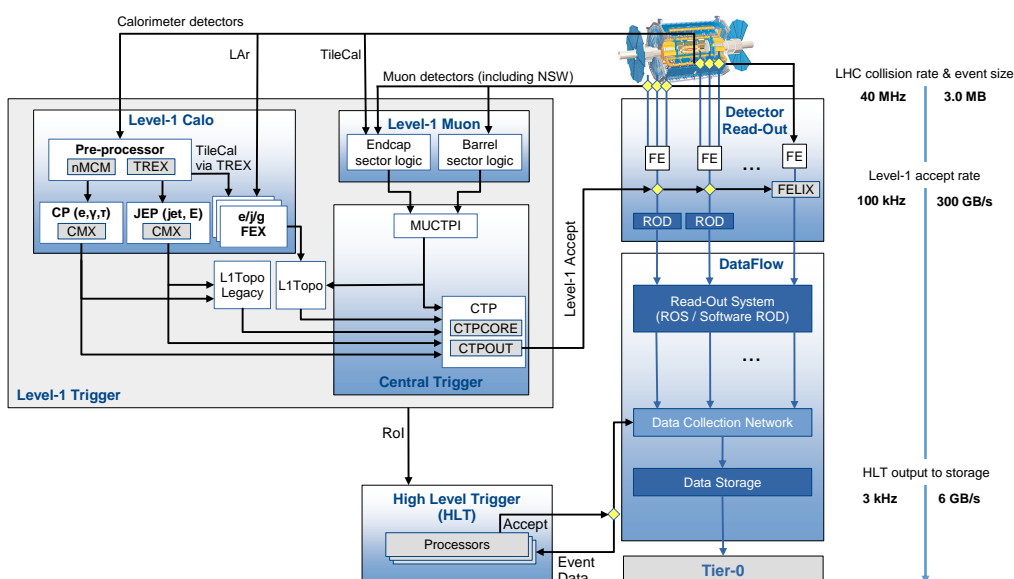 Calorimeter detectors
LAr
TileCal
Muon detectors (including NSW)
LHC collision rate & event size
40 MHz 3.0 MB
Level-1 Calo
Pre-processor
nMCM TREX
TileCal
via TREX
CP (e,γ,τ)
CMX
JEP (jet, E)
CMX
e/j/g
FEX
Level-1 Muon
Endcap
sector logic
Barrel
sector logic
Detector
Read-Out
FE FE ... FE
FELIX
ROD ROD
Level-1 accept rate
100 kHz 300 GB/s
MUCTPI
L1Topo
Legacy
L1Topo
CTP
CTPCORE
CTPOUT
Central Trigger
Level-1 Trigger
Level-1 Accept
DataFlow
Read-Out System
(ROS / Software ROD)
...
Data Collection Network
Data Storage
RoI
High Level Trigger
(HLT)
Accept
Processors
Event
Data
HLT output to storage
3 kHz 6 GB/s
Tier-0